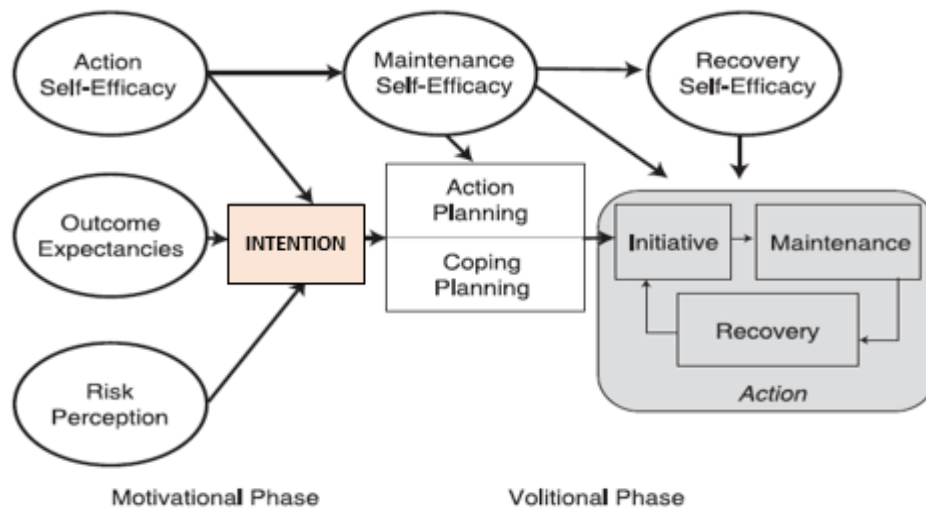 Action
Self-Efficacy
Maintenance
Self-Efficacy
Recovery
Self-Efficacy
Outcome
Expectancies
INTENTION
Action
Planning
Coping
Planning
Initiative
Maintenance
Recovery
Action
Risk
Perception
Motivational Phase
Volitional Phase